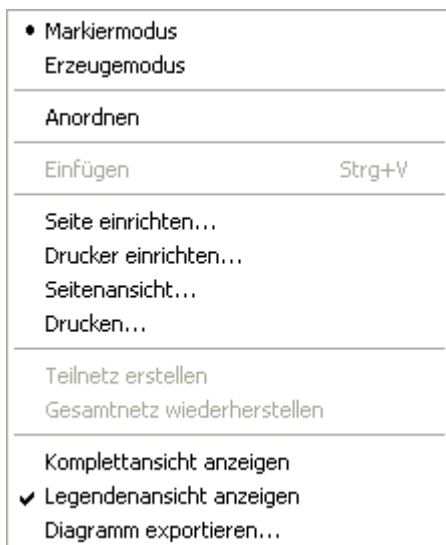 Markiermodus
Erzeugemodus
Anordnen
Einfügen Strg+V
Seite einrichten...
Drucker einrichten...
Seitenansicht...
Drucken...
Teilnetz erstellen
Gesamtnetz wiederherstellen
Komplettansicht anzeigen
Legendenansicht anzeigen
Diagramm exportieren...